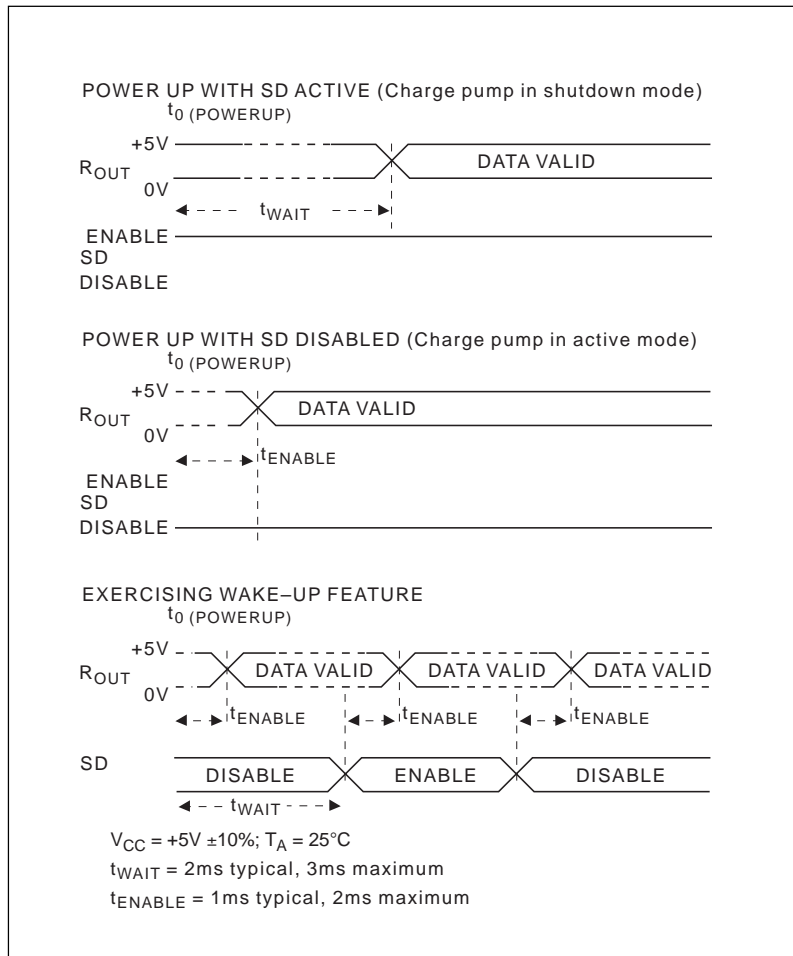 POWER UP WITH SD ACTIVE (Charge pump in shutdown mode)
t0 (POWERUP)
+5V
ROUT
DATA VALID
0V
tWAIT
ENABLE
SD
DISABLE
POWER UP WITH SD DISABLED (Charge pump in active mode)
t0 (POWERUP)
+5V
ROUT
DATA VALID
0V
tENABLE
ENABLE
SD
DISABLE
EXERCISING WAKE–UP FEATURE
t0 (POWERUP)
+5V
ROUT
DATA VALID DATA VALID DATA VALID
0V
tENABLE tENABLE tENABLE
SD
DISABLE ENABLE DISABLE
tWAIT
VCC = +5V ±10%; TA = 25°C
tWAIT = 2ms typical, 3ms maximum
tENABLE = 1ms typical, 2ms maximum